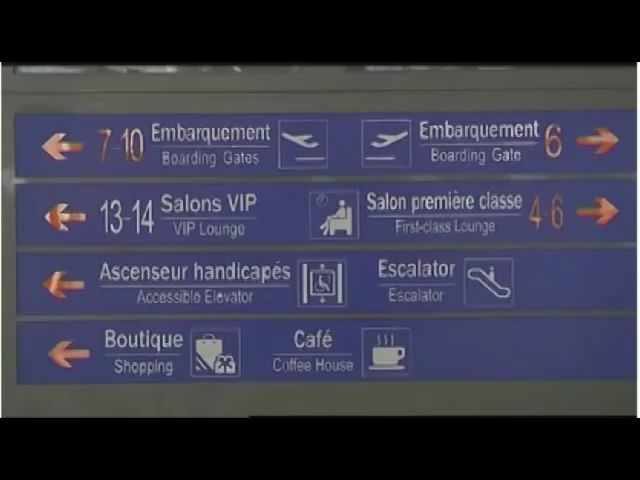 7-10 Embarquement Embarquement 6
Boarding Gates Boarding Gate
13-14 Salons VIP Salon première classe 4-6
VIP Lounge First-class Lounge
Ascenseur handicapés Escalator
Accessible Elevator Escalator
Boutique Café
Shopping Coffee House